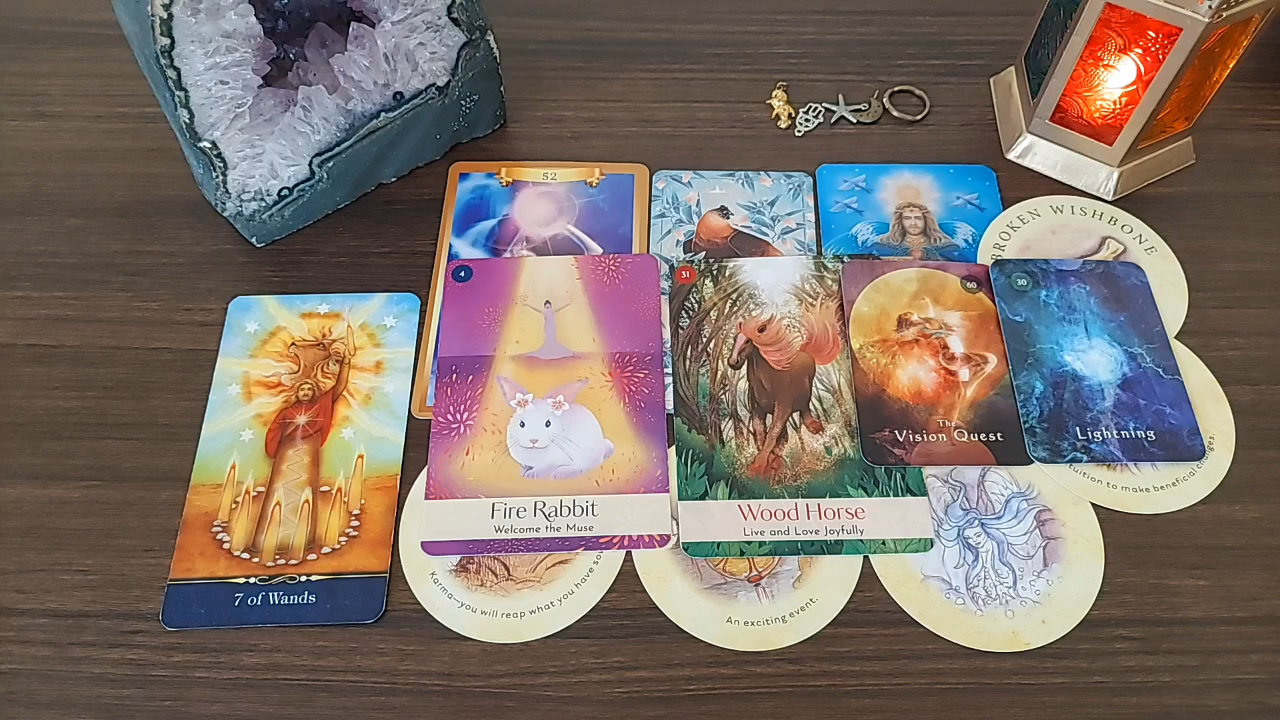 52
BROKEN WISHBONE
4
31
60
30
The
Vision Quest
Lightning
tuition to make beneficial changes.
Fire Rabbit
Welcome the Muse
Wood Horse
Live and Love Joyfully
7 of Wands
Karma—you will reap what you have so
An exciting event.